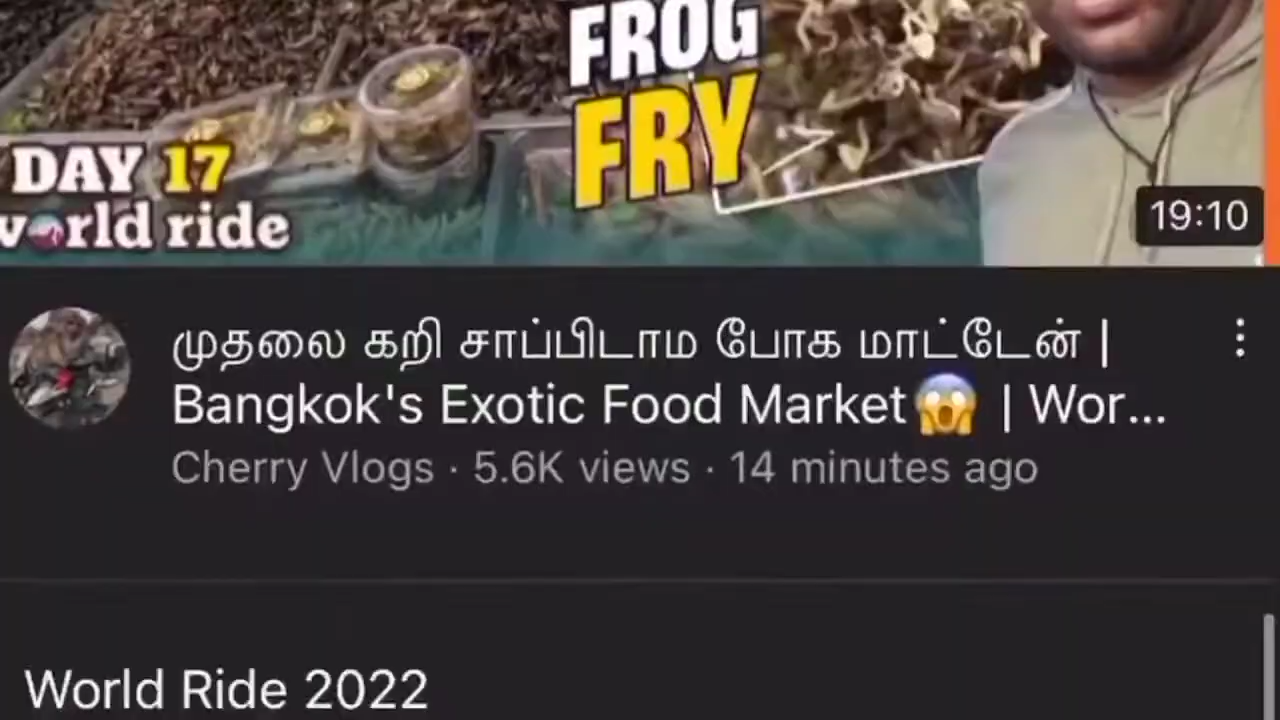 FROG
FRY
DAY 17
world ride
19:10
முதலை கறி சாப்பிடாம போக மாட்டேன் |
Bangkok's Exotic Food Market😱 | Wor...
Cherry Vlogs · 5.6K views · 14 minutes ago
World Ride 2022